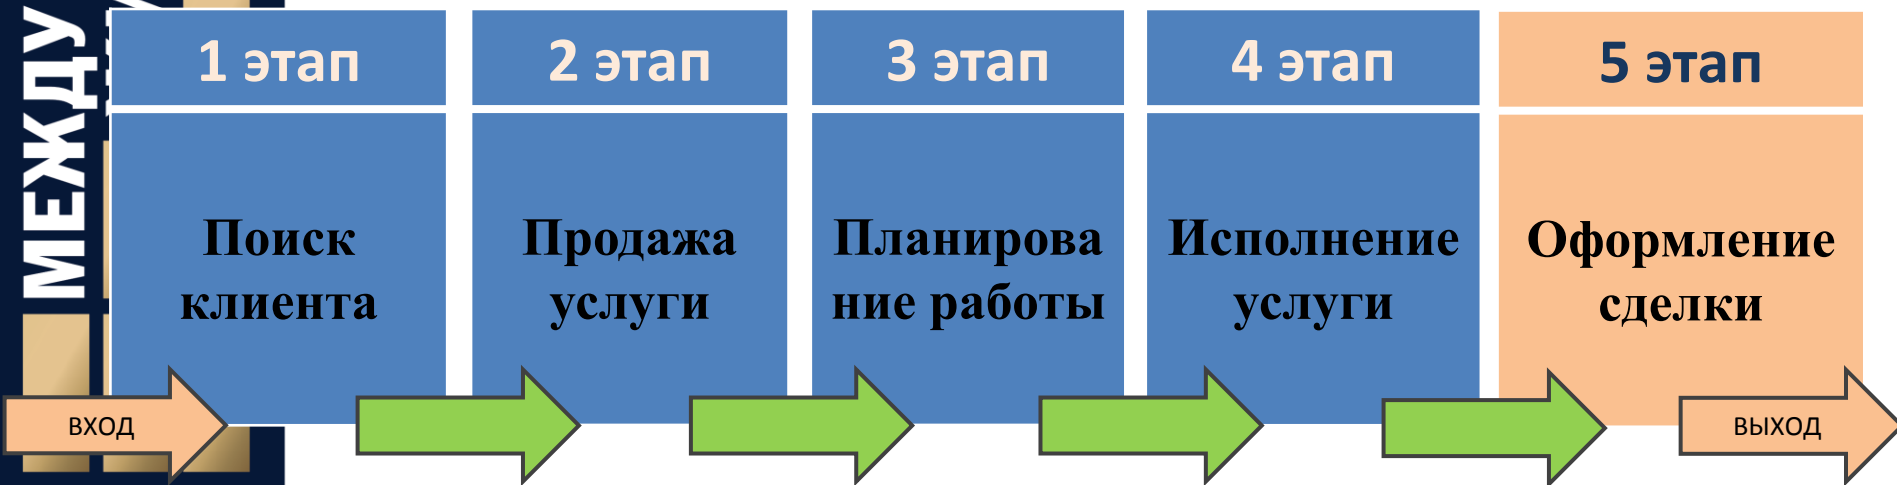 МЕЖДУ
1 этап
2 этап
3 этап
4 этап
5 этап
Поиск
клиента
Продажа
услуги
Планирова
ние работы
Исполнение
услуги
Оформление
сделки
ВХОД
ВЫХОД